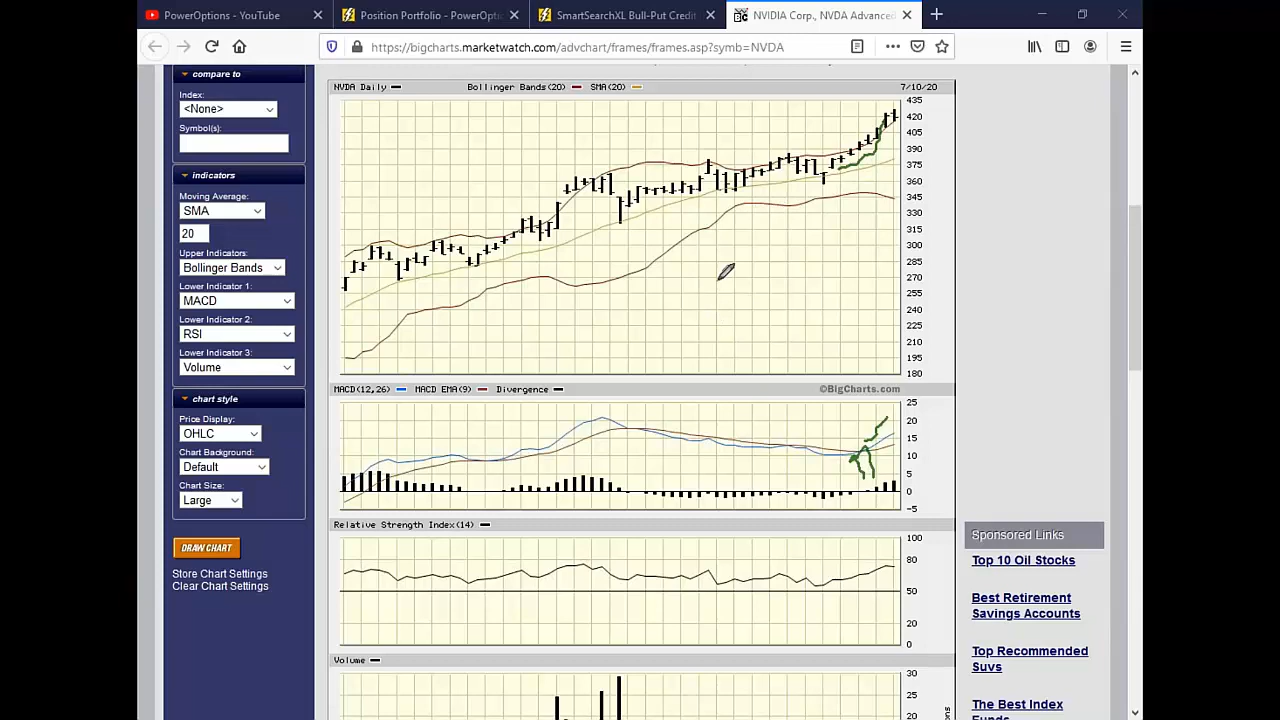 PowerOptions - YouTube
Position Portfolio - PowerOpti
SmartSearchXL Bull-Put Credit
NVIDIA Corp., NVDA Advanced
https://bigcharts.marketwatch.com/advchart/frames/frames.asp?symb=NVDA
compare to
Index:
<None>
Symbol(s):
indicators
Moving Average:
SMA
20
Upper Indicators:
Bollinger Bands
Lower Indicator 1:
MACD
Lower Indicator 2:
RSI
Lower Indicator 3:
Volume
chart style
Price Display:
OHLC
Chart Background:
Default
Chart Size:
Large
DRAW CHART
Store Chart Settings
Clear Chart Settings
NVDA Daily Bollinger Bands(20) SMA(20) 7/10/20
435
420
405
390
375
360
345
330
315
300
285
270
255
240
225
210
195
180
MACD(12,26) MACD EMA(9) Divergence ©BigCharts.com
25
20
15
10
5
0
-5
Relative Strength Index(14)
100
80
50
20
0
Volume
30
25
20
Sponsored Links
Top 10 Oil Stocks
Best Retirement
Savings Accounts
Top Recommended
Suvs
The Best Index